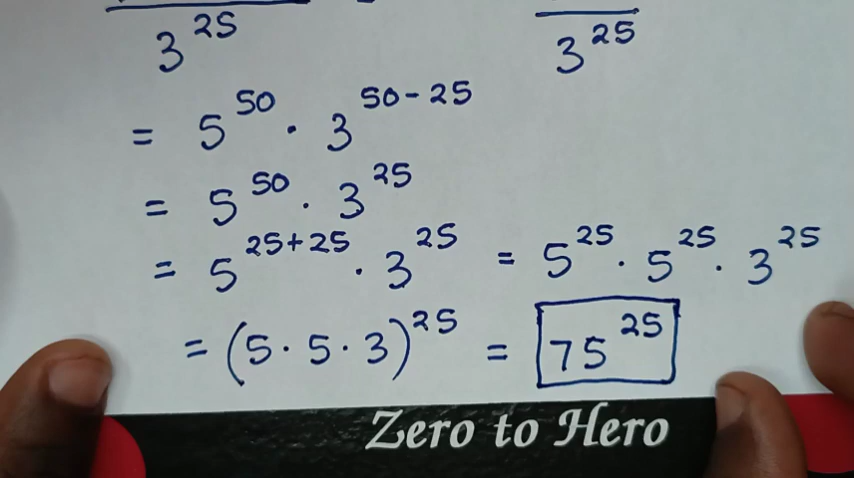 3^25 3^25
= 5^50 · 3^50-25
= 5^50 · 3^25
= 5^25+25 · 3^25 = 5^25 · 5^25 · 3^25
= (5 · 5 · 3)^25 = 75^25
Zero to Hero